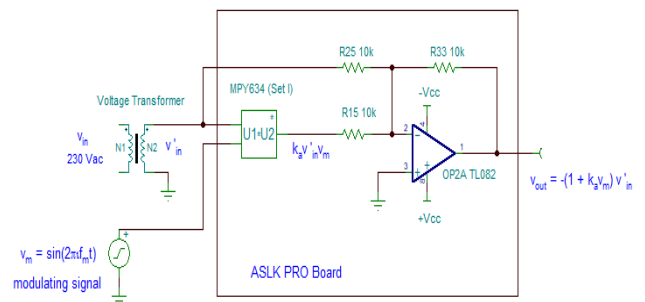 R25 10k
R33 10k
MPY634 (Set I)
Voltage Transformer
-Vcc
v_in
230 Vac
N1
N2
v'_in
U1*U2
R15 10k
k_a v'_in v_m
2
4
1
3
8
OP2A TL082
+Vcc
v_out = -(1 + k_a v_m) v'_in
v_m = sin(2πf_m t)
modulating signal
ASLK PRO Board